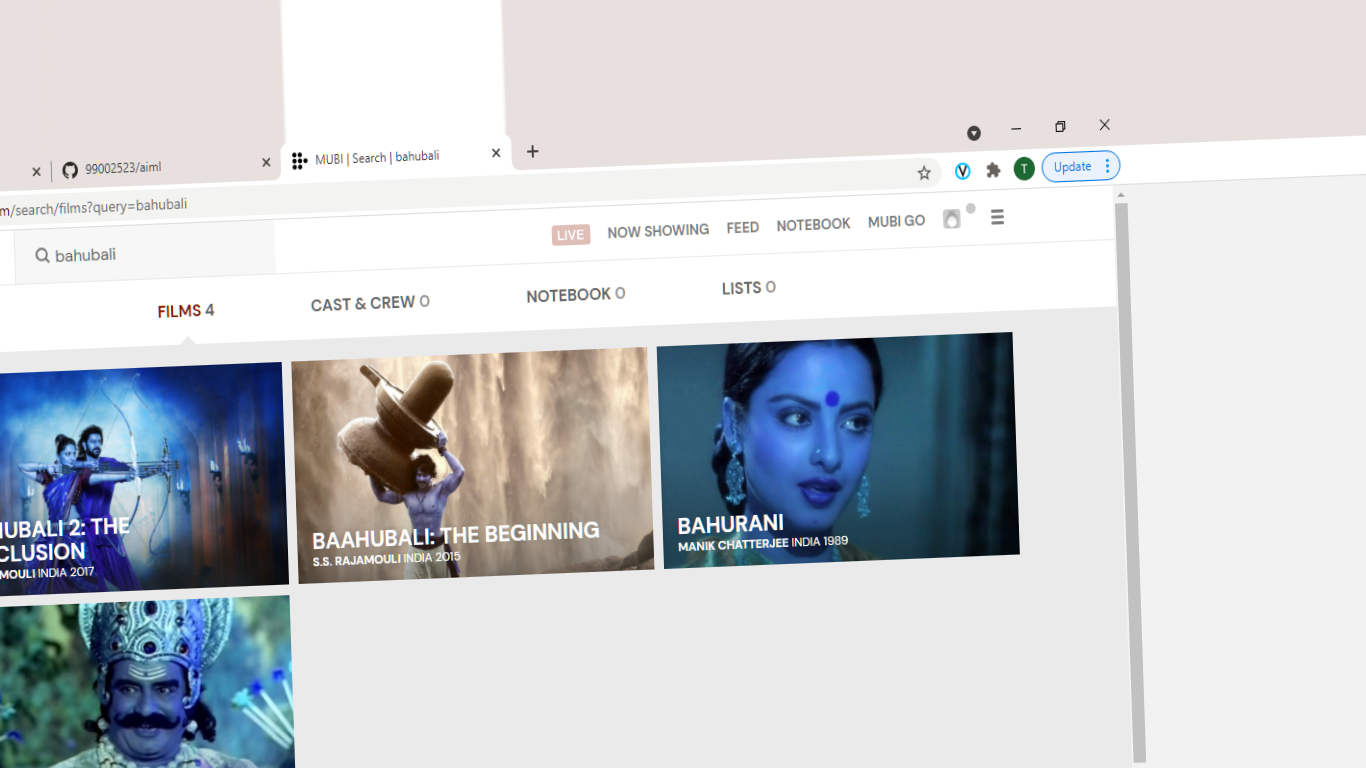 99002523/aiml
MUBI | Search | bahubali
m/search/films?query=bahubali
T
Update
bahubali
LIVE
NOW SHOWING
FEED
NOTEBOOK
MUBI GO
FILMS 4
CAST & CREW 0
NOTEBOOK 0
LISTS 0
HUBALI 2: THE
CLUSION
MOULI INDIA 2017
BAAHUBALI: THE BEGINNING
S.S. RAJAMOULI INDIA 2015
BAHURANI
MANIK CHATTERJEE INDIA 1989